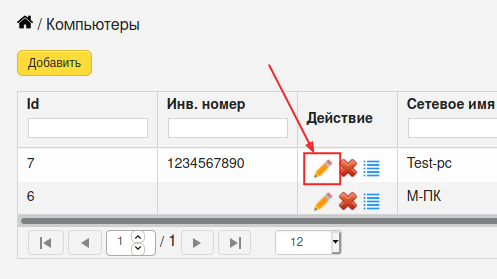 / Компьютеры
Добавить
Id Инв. номер Действие Сетевое имя
7 1234567890 Test-pc
6 М-ПК
1 / 1 12